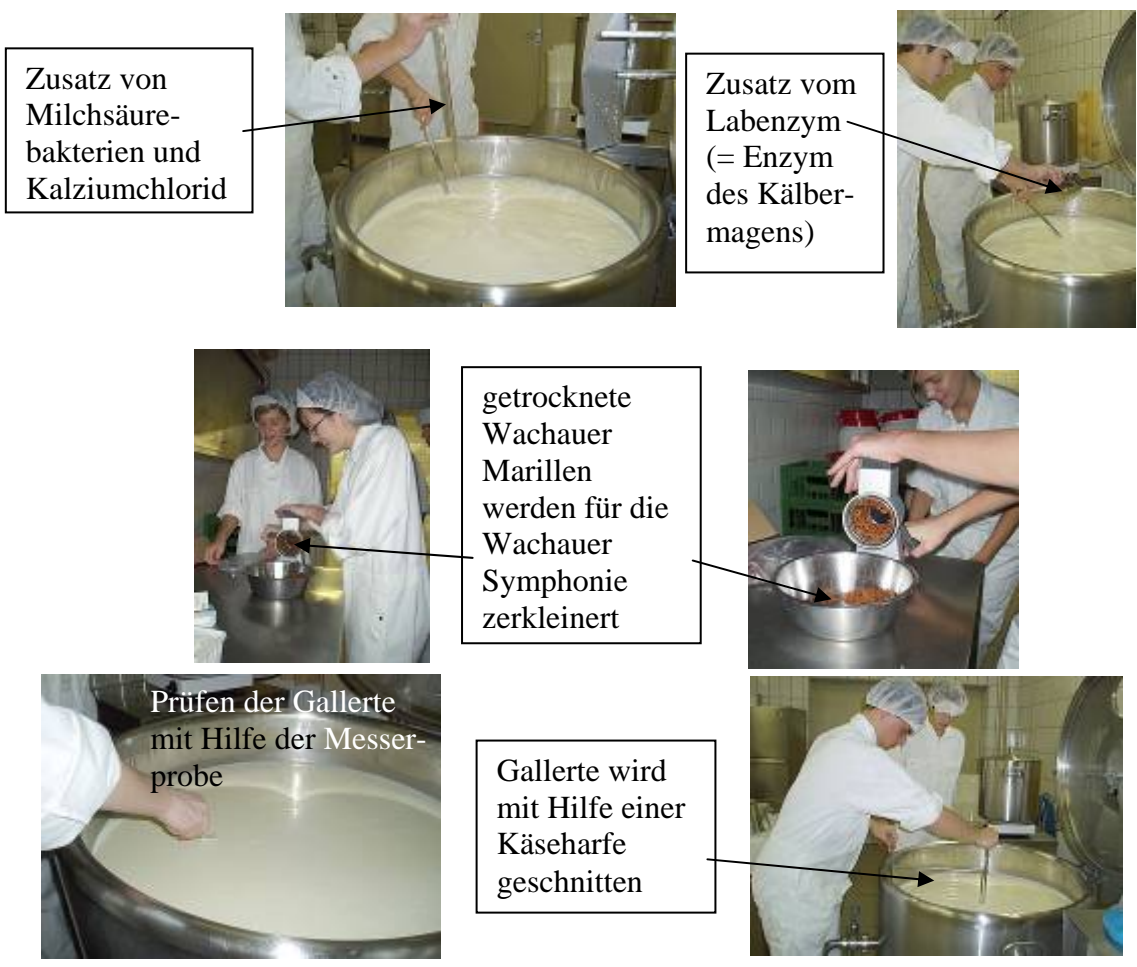 Zusatz von
Milchsäure-
bakterien und
Kalziumchlorid
Zusatz vom
Labenzym
(= Enzym
des Kälber-
magens)
getrocknete
Wachauer
Marillen
werden für die
Wachauer
Symphonie
zerkleinert
Prüfen der Gallerte
mit Hilfe der Messer-
probe
Gallerte wird
mit Hilfe einer
Käseharfe
geschnitten